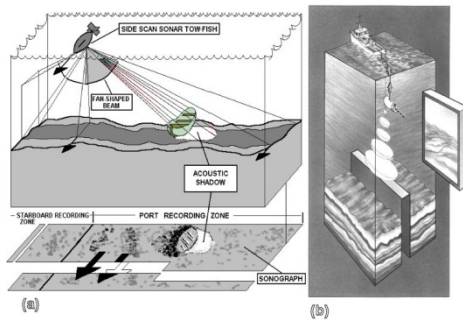 SIDE SCAN SONAR TOW-FISH
FAN-SHAPED
BEAM
ACOUSTIC
SHADOW
STARBOARD RECORDING
ZONE
PORT RECORDING ZONE
SONOGRAPH
(a)
(b)